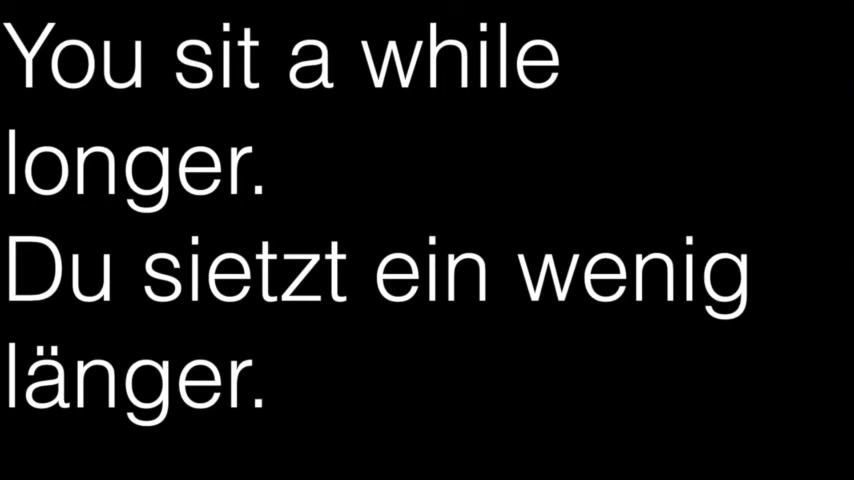 You sit a while
longer.
Du sietzt ein wenig
länger.